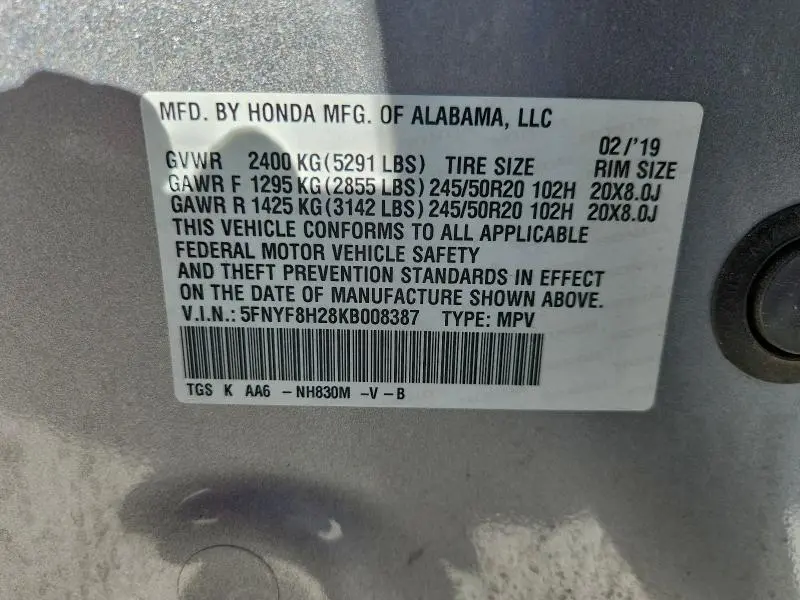 MFD. BY HONDA MFG. OF ALABAMA, LLC
02/'19
GVWR 2400 KG(5291 LBS) TIRE SIZE RIM SIZE
GAWR F 1295 KG(2855 LBS) 245/50R20 102H 20X8.0J
GAWR R 1425 KG(3142 LBS) 245/50R20 102H 20X8.0J
THIS VEHICLE CONFORMS TO ALL APPLICABLE
FEDERAL MOTOR VEHICLE SAFETY
AND THEFT PREVENTION STANDARDS IN EFFECT
ON THE DATE OF MANUFACTURE SHOWN ABOVE.
V.I.N.: 5FNYF8H28KB008387 TYPE: MPV
TGS K AA6 -NH830M -V-B